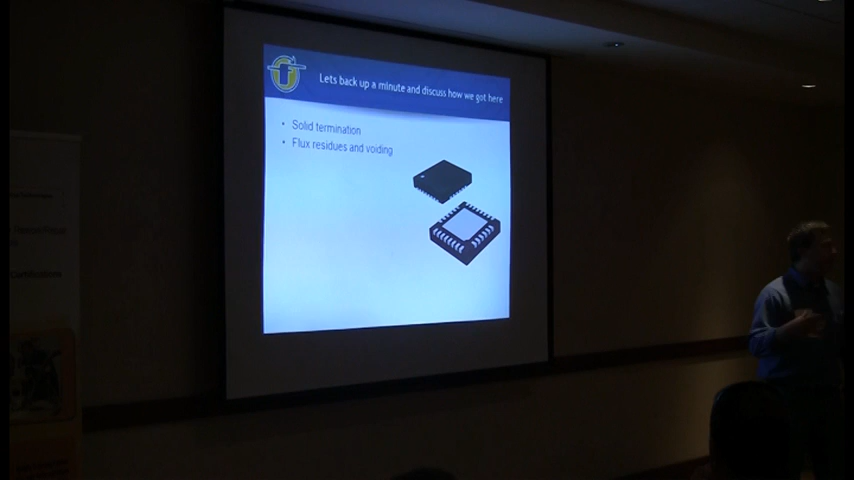 Lets back up a minute and discuss how we got here
• Solid termination
• Flux residues and voiding